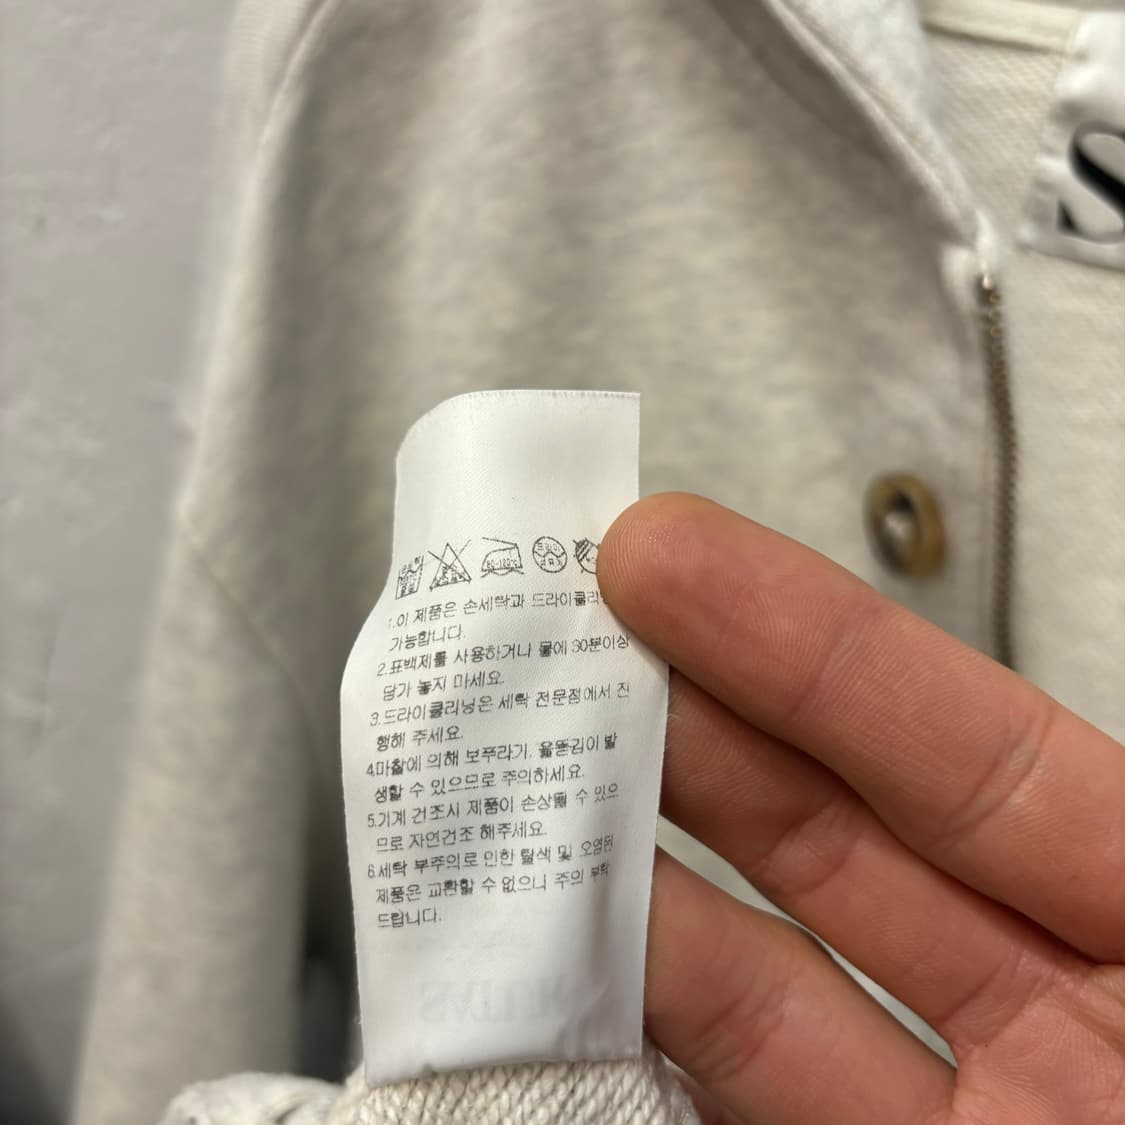 1.이 제품은 손세탁과 드라이클리
가능합니다.
2.표백제를 사용하거나 물에 30분이상
담가 놓지 마세요.
3.드라이클리닝은 세탁 전문점에서 진
행해 주세요.
4.마찰에 의해 보푸라기, 올뜯김이 발
생할 수 있으므로 주의하세요.
5.기계 건조시 제품이 손상될 수 있으
므로 자연건조 해주세요.
6.세탁 부주의로 인한 탈색 및 오염된
제품은 교환할 수 없으니 주의 부탁
드립니다.
S